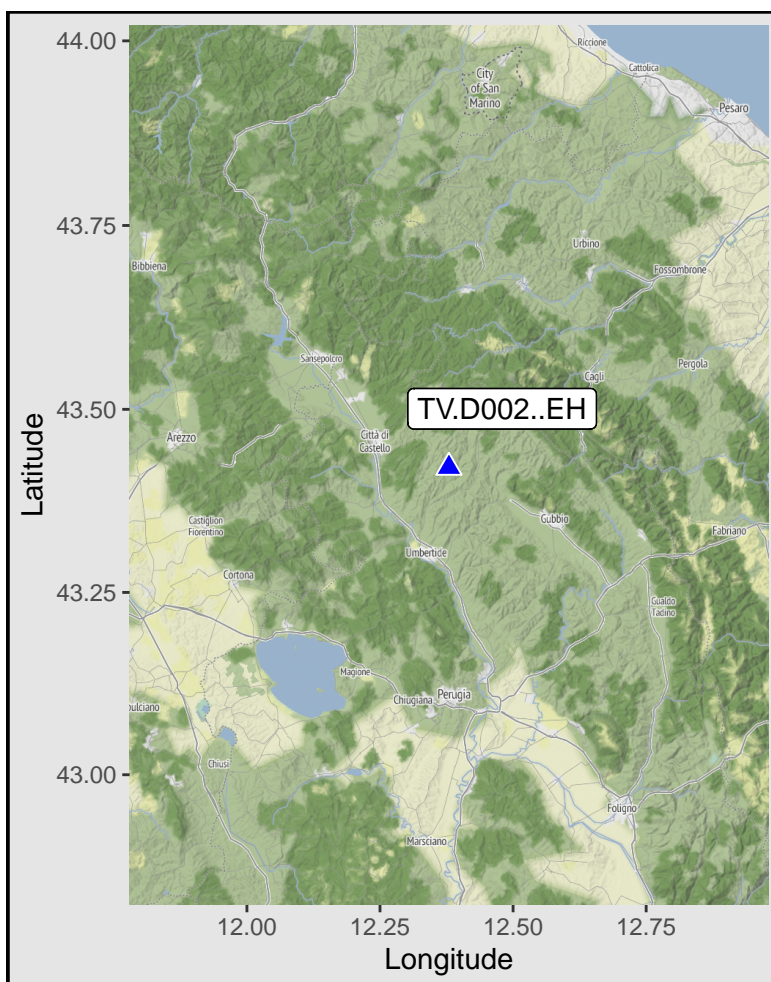 44.00
Riccione
City
of San
Marino
Cattolica
Pesaro
43.75
Bibbiena
Urbino
Fossombrone
Sansepolcro
Pergola
Cagli
43.50
TV.D002..EH
Arezzo
Città di
Castello
Latitude
Castiglion
Fiorentino
Gubbio
Fabriano
Umbertide
Cortona
43.25
Gualdo
Tadino
Magione
Chiugiana
Perugia
pulciano
Chiusi
43.00
Foligno
Marsciano
12.00
12.25
12.50
12.75
Longitude